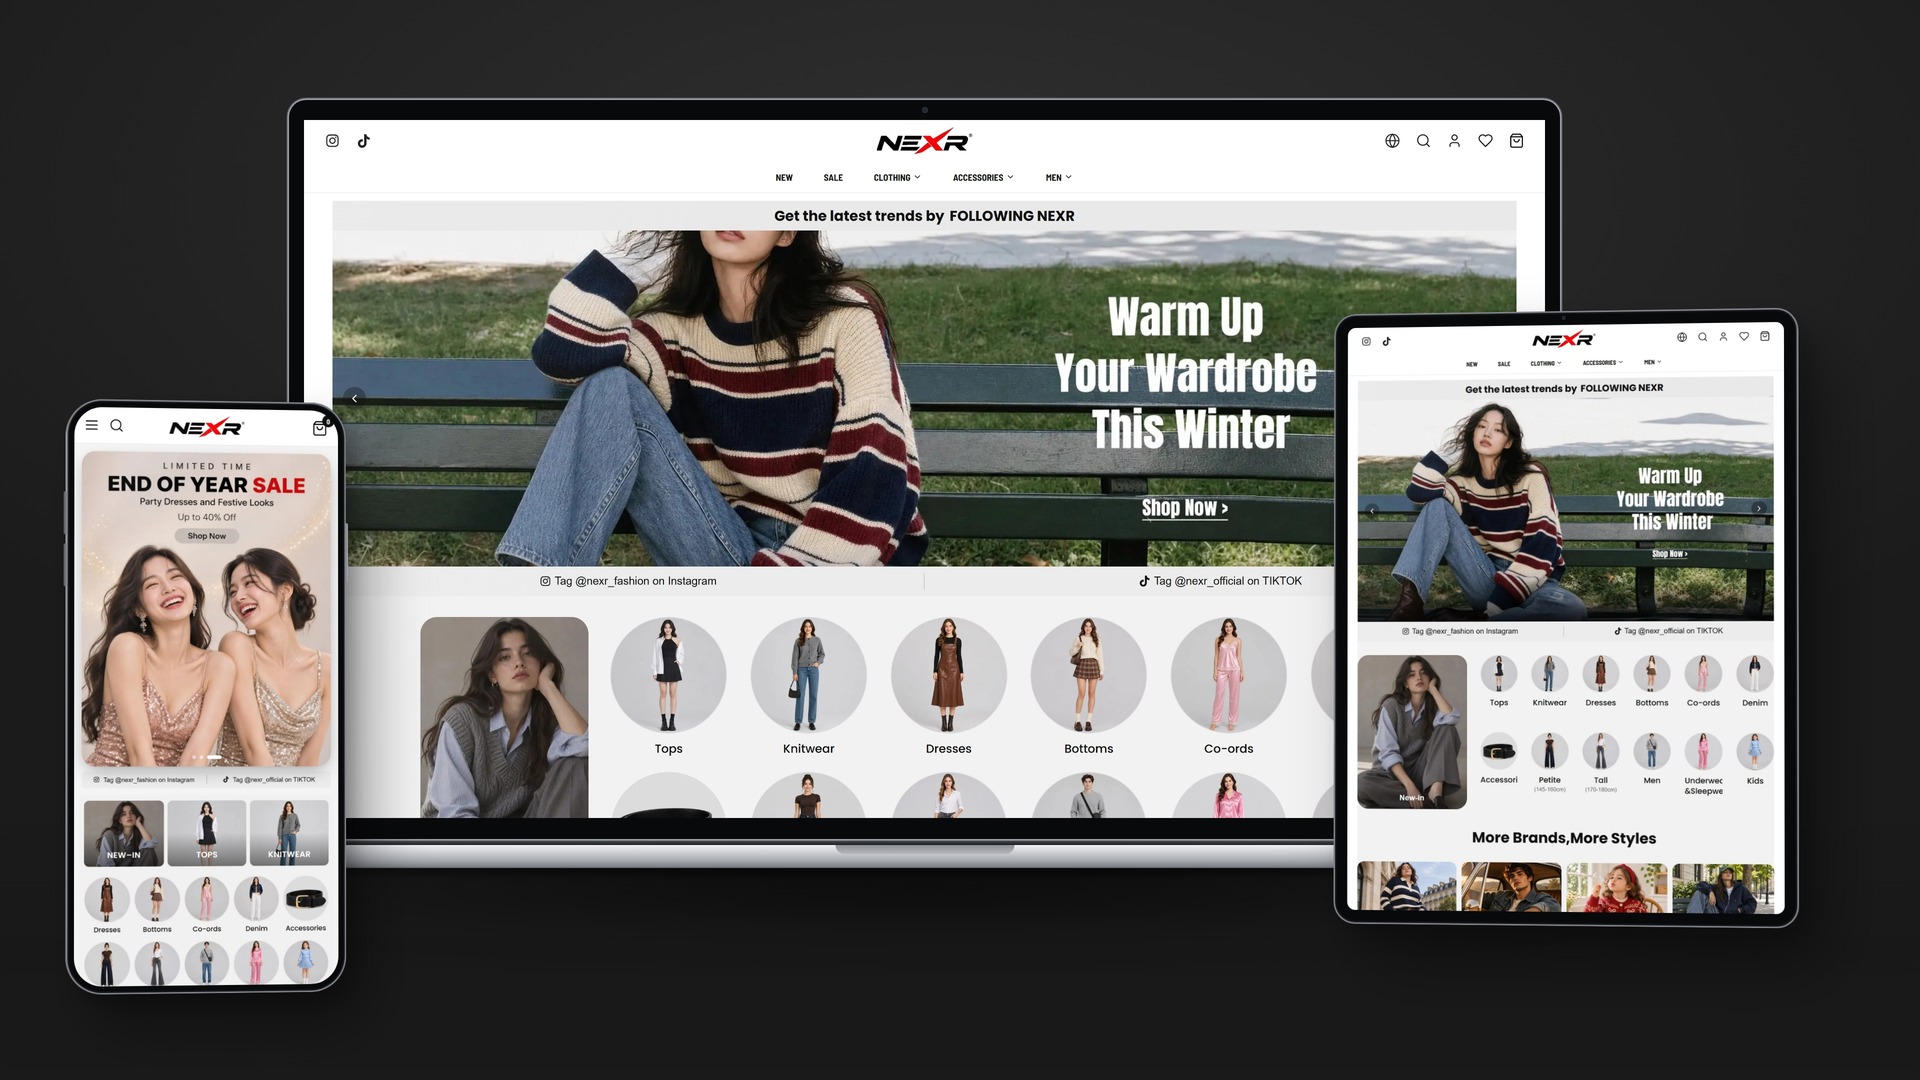 NEXR®
NEW SALE CLOTHING ACCESSORIES MEN
Get the latest trends by FOLLOWING NEXR
Warm Up
Your Wardrobe
This Winter
Shop Now >
Tag @nexr_fashion on Instagram
Tag @nexr_official on TIKTOK
Tops Knitwear Dresses Bottoms Co-ords
NEXR
0
LIMITED TIME
END OF YEAR SALE
Party Dresses and Festive Looks
Up to 40% Off
Shop Now
Tag @nexr_fashion on Instagram
Tag @nexr_official on TIKTOK
NEW-IN TOPS KNITWEAR
Dresses Bottoms Co-ords Denim Accessories
NEXR
NEW SALE CLOTHING ACCESSORIES MEN
Get the latest trends by FOLLOWING NEXR
Warm Up
Your Wardrobe
This Winter
Shop Now >
Tag @nexr_fashion on Instagram
Tag @nexr_official on TIKTOK
New-in
Tops Knitwear Dresses Bottoms Co-ords Denim
Accessori Petite Tall Men Underwec Kids
(145-160cm) (170-180cm) &Sleepwe
More Brands,More Styles